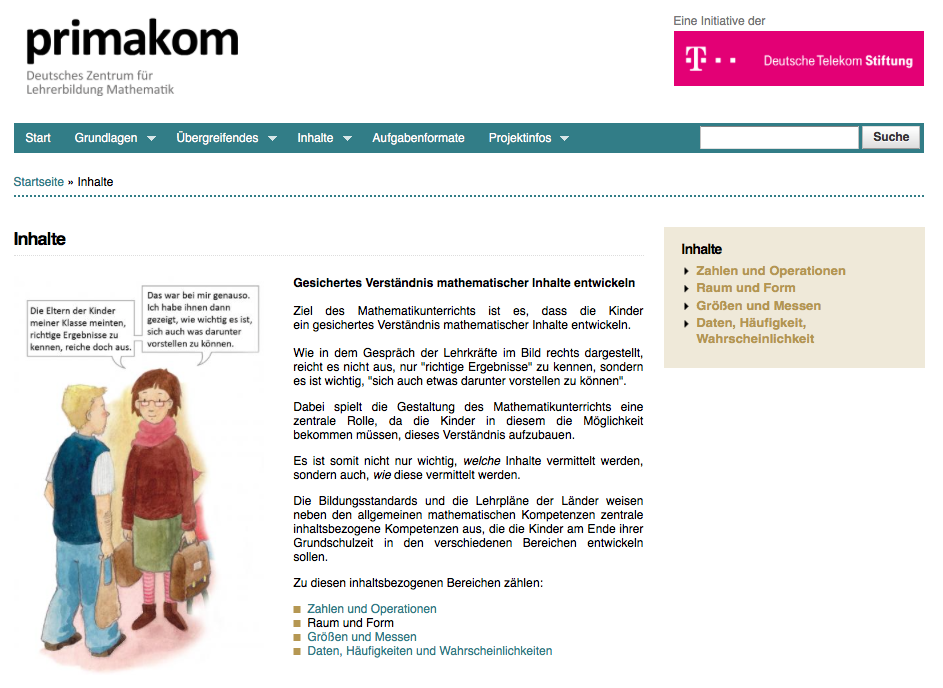 primakom
Deutsches Zentrum für
Lehrerbildung Mathematik
Eine Initiative der
T
Deutsche Telekom Stiftung
Start Grundlagen Übergreifendes Inhalte Aufgabenformate Projektinfos
Suche
Startseite » Inhalte
Inhalte
Die Eltern der Kinder
meiner Klasse meinten,
richtige Ergebnisse zu
kennen, reiche doch aus.
Das war bei mir genauso.
Ich habe ihnen dann
gezeigt, wie wichtig es ist,
sich auch was darunter
vorstellen zu können.
Gesichertes Verständnis mathematischer Inhalte entwickeln
Ziel des Mathematikunterrichts ist es, dass die Kinder
ein gesichertes Verständnis mathematischer Inhalte entwickeln.
Wie in dem Gespräch der Lehrkräfte im Bild rechts dargestellt,
reicht es nicht aus, nur "richtige Ergebnisse" zu kennen, sondern
es ist wichtig, "sich auch etwas darunter vorstellen zu können".
Dabei spielt die Gestaltung des Mathematikunterrichts eine
zentrale Rolle, da die Kinder in diesem die Möglichkeit
bekommen müssen, dieses Verständnis aufzubauen.
Es ist somit nicht nur wichtig, welche Inhalte vermittelt werden,
sondern auch, wie diese vermittelt werden.
Die Bildungsstandards und die Lehrpläne der Länder weisen
neben den allgemeinen mathematischen Kompetenzen zentrale
inhaltsbezogene Kompetenzen aus, die die Kinder am Ende ihrer
Grundschulzeit in den verschiedenen Bereichen entwickeln
sollen.
Zu diesen inhaltsbezogenen Bereichen zählen:
Zahlen und Operationen
Raum und Form
Größen und Messen
Daten, Häufigkeiten und Wahrscheinlichkeiten
Inhalte
Zahlen und Operationen
Raum und Form
Größen und Messen
Daten, Häufigkeit,
Wahrscheinlichkeit